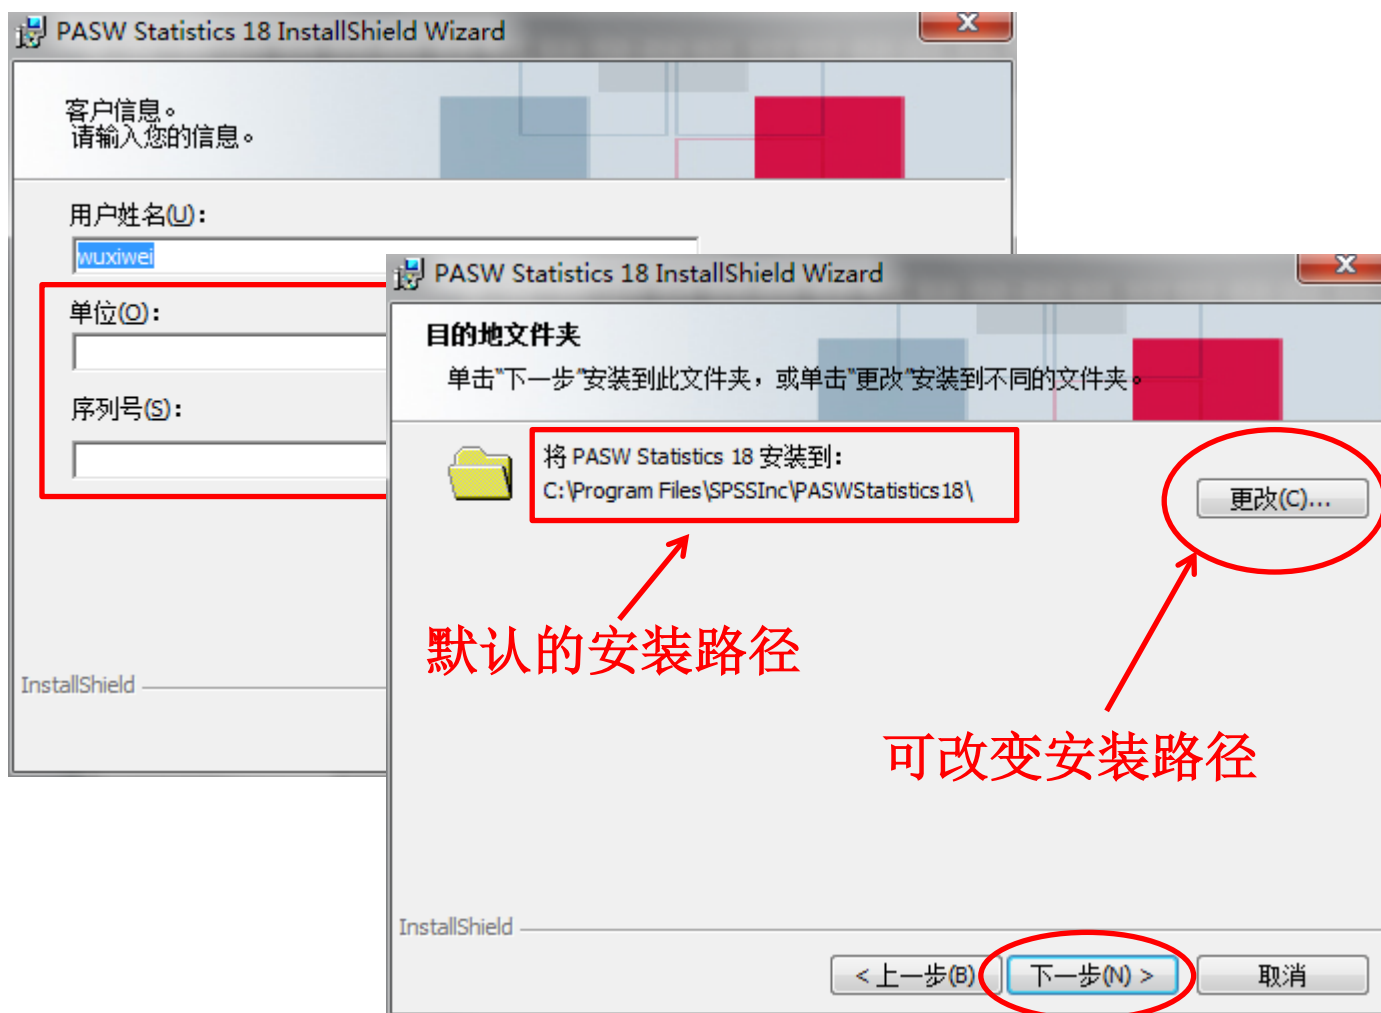 PASW Statistics 18 InstallShield Wizard
客户信息。
请输入您的信息。
用户姓名(U)：
wuxiwei
单位(O)：
序列号(S)：
InstallShield
PASW Statistics 18 InstallShield Wizard
目的地文件夹
单击"下一步"安装到此文件夹，或单击"更改"安装到不同的文件夹。
将 PASW Statistics 18 安装到：
C:\Program Files\SPSSInc\PASWStatistics18\
更改(C)...
默认的安装路径
可改变安装路径
InstallShield
< 上一步(B)
下一步(N) >
取消